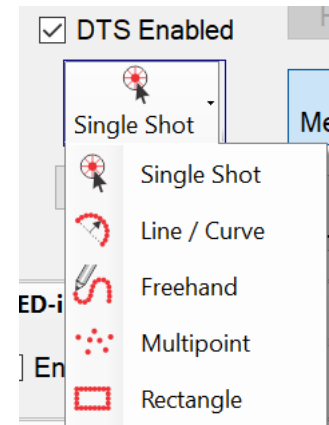 DTS Enabled
Single Shot
Me
Single Shot
Line / Curve
Freehand
ED-i
Multipoint
En
Rectangle